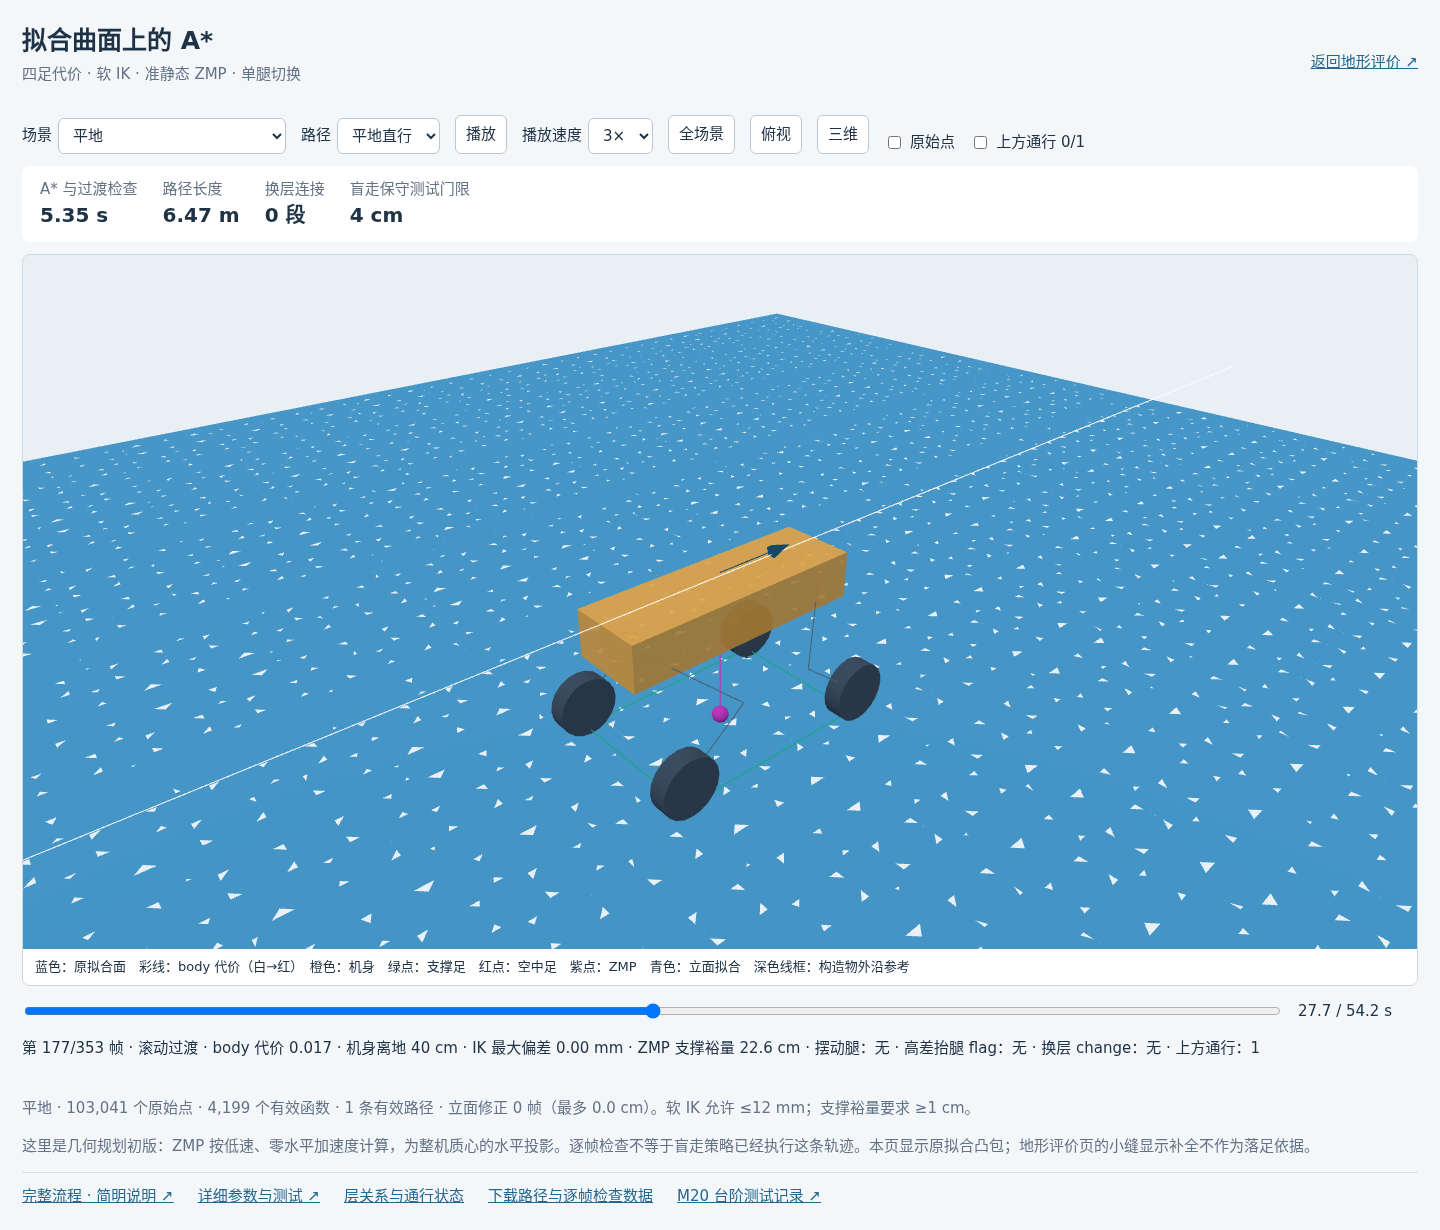 拟合曲面上的 A*
四足代价 · 软 IK · 准静态 ZMP · 单腿切换
返回地形评价 ↗
场景 平地 路径 平地直行 播放 播放速度 3× 全场景 俯视 三维 原始点 上方通行 0/1
A* 与过渡检查 路径长度 换层连接 盲走保守测试门限
5.35 s 6.47 m 0 段 4 cm
蓝色：原拟合面 彩线：body 代价（白→红） 橙色：机身 绿点：支撑足 红点：空中足 紫点：ZMP 青色：立面拟合 深色线框：构造物外沿参考
27.7 / 54.2 s
第 177/353 帧 · 滚动过渡 · body 代价 0.017 · 机身离地 40 cm · IK 最大偏差 0.00 mm · ZMP 支撑裕量 22.6 cm · 摆动腿：无 · 高差抬腿 flag：无 · 换层 change：无 · 上方通行：1
平地 · 103,041 个原始点 · 4,199 个有效函数 · 1 条有效路径 · 立面修正 0 帧（最多 0.0 cm）。软 IK 允许 ≤12 mm；支撑裕量要求 ≥1 cm。
这里是几何规划初版：ZMP 按低速、零水平加速度计算，为整机质心的水平投影。逐帧检查不等于盲走策略已经执行这条轨迹。本页显示原拟合凸包；地形评价页的小缝显示补全不作为落足依据。
完整流程 · 简明说明 ↗ 详细参数与测试 ↗ 层关系与通行状态 下载路径与逐帧检查数据 M20 台阶测试记录 ↗